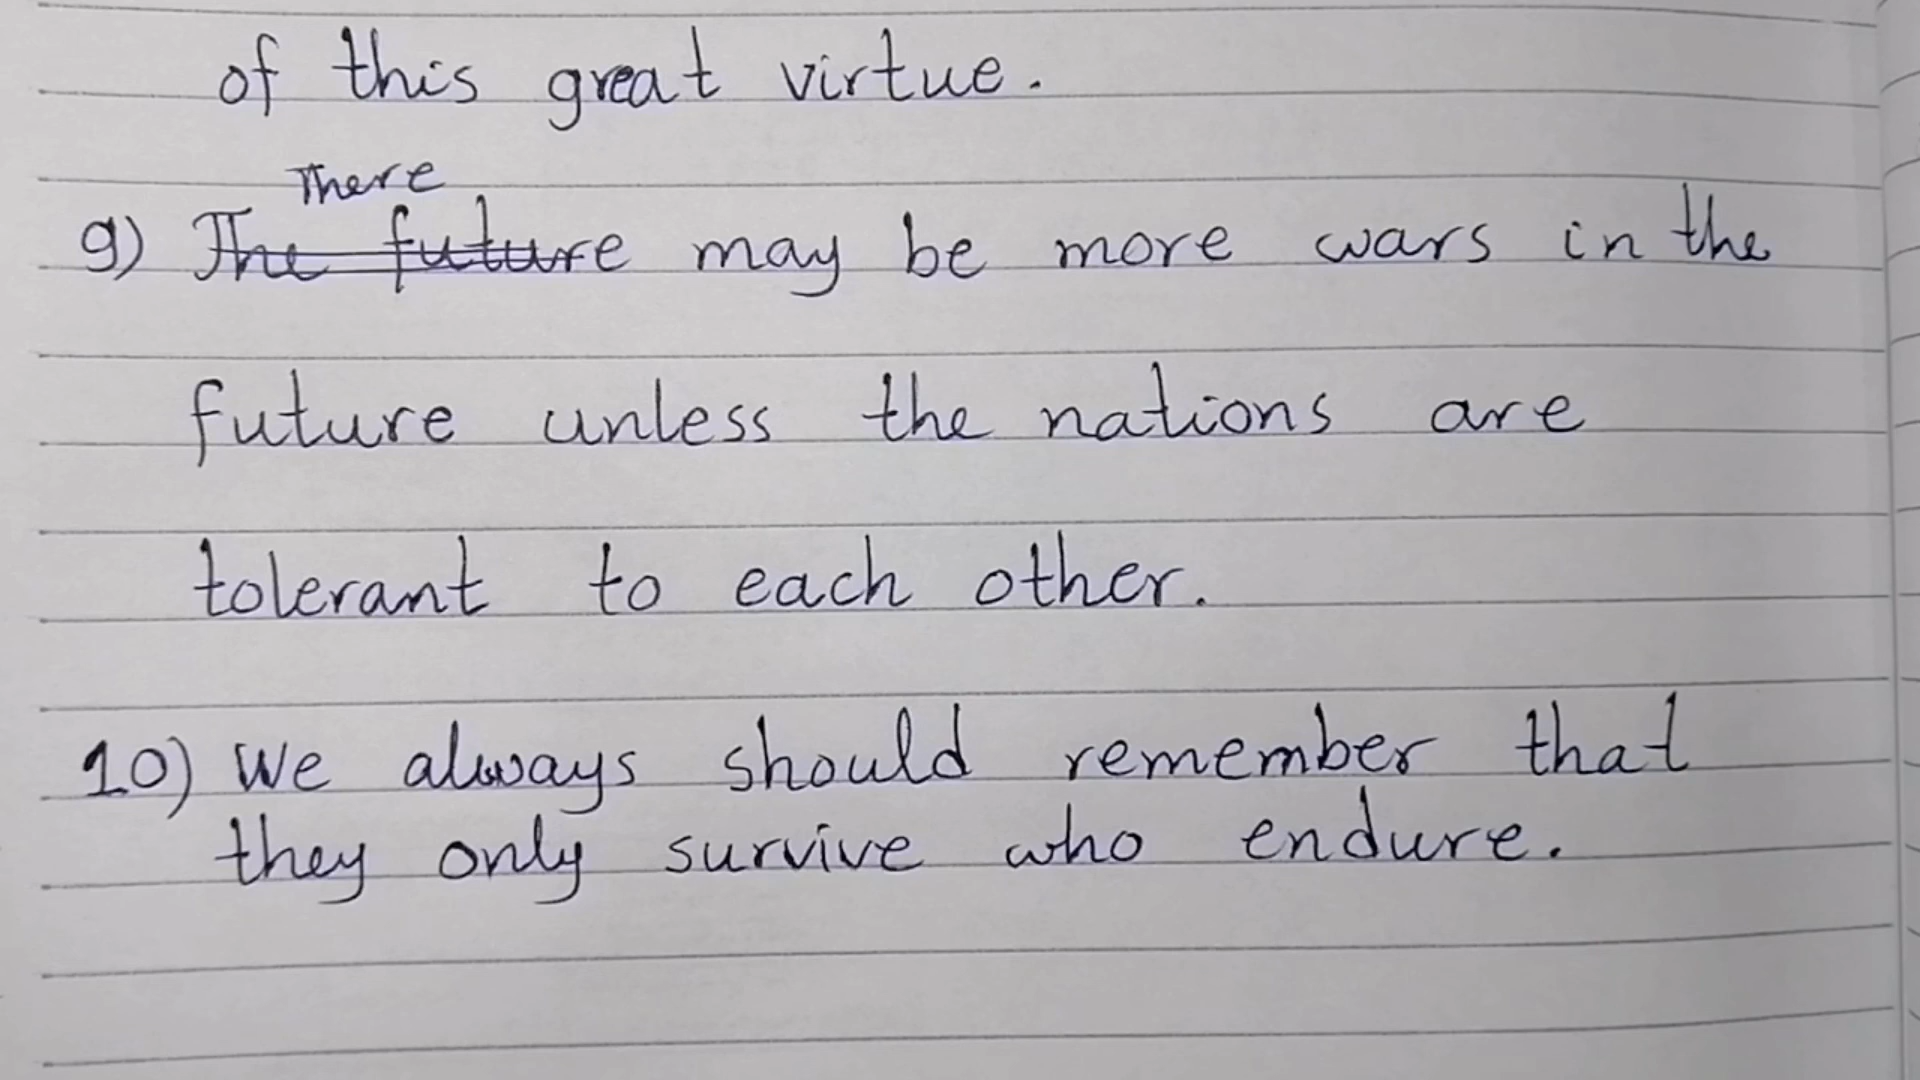 of this great virtue.
There
9) The future may be more wars in the
future unless the nations are
tolerant to each other.
10) We always should remember that
they only survive who endure.